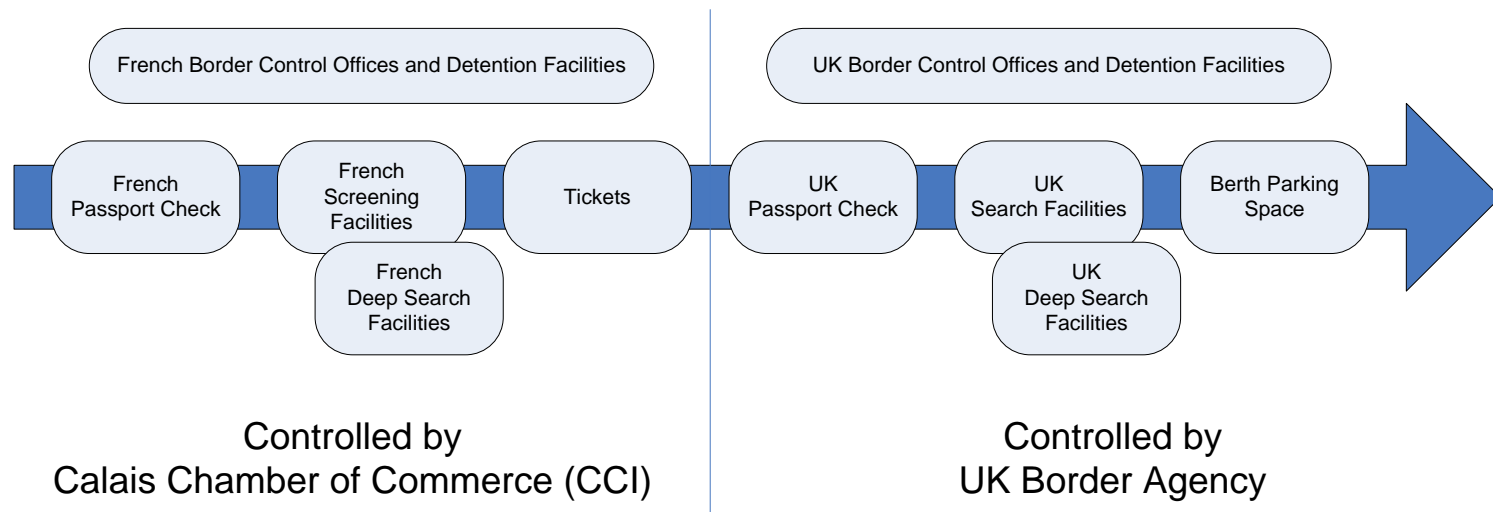 French Border Control Offices and Detention Facilities
UK Border Control Offices and Detention Facilities
French
Passport Check
French
Screening
Facilities
Tickets
UK
Passport Check
UK
Search Facilities
Berth Parking
Space
French
Deep Search
Facilities
UK
Deep Search
Facilities
Controlled by
Calais Chamber of Commerce (CCI)
Controlled by
UK Border Agency